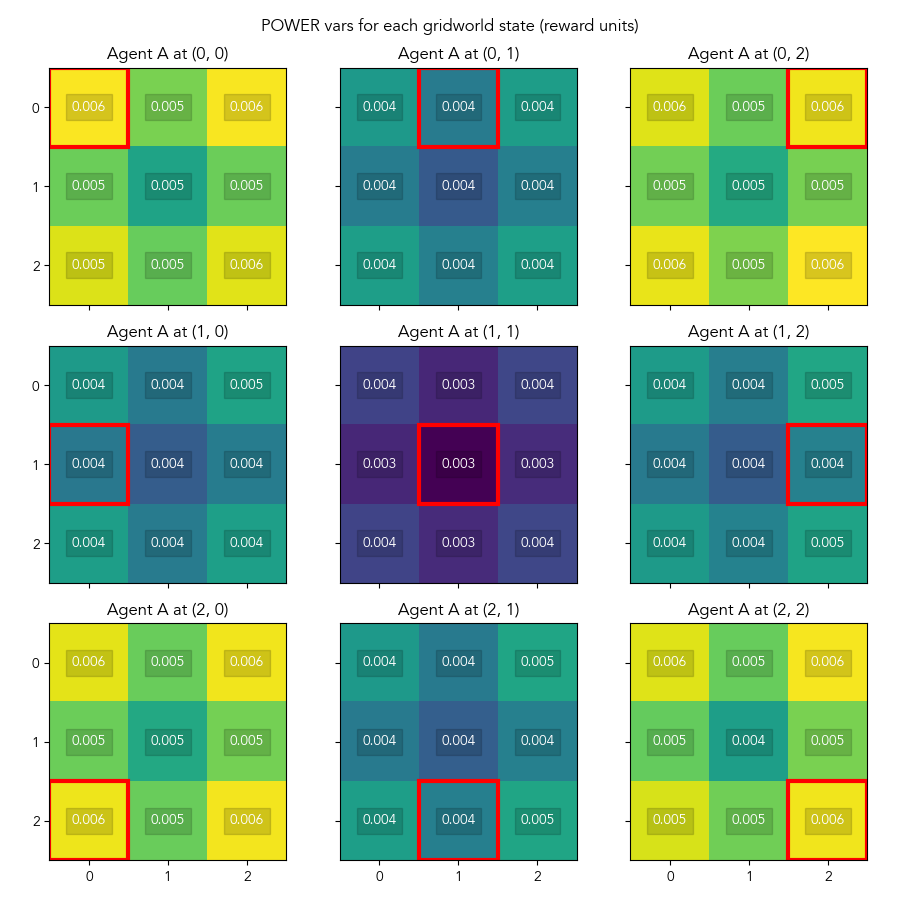 POWER vars for each gridworld state (reward units)
Agent A at (0, 0) Agent A at (0, 1) Agent A at (0, 2)
0 0.006 0.005 0.006 0.004 0.004 0.004 0.006 0.005 0.006
1 0.005 0.005 0.005 0.004 0.004 0.004 0.005 0.005 0.005
2 0.005 0.005 0.006 0.004 0.004 0.004 0.006 0.005 0.006
Agent A at (1, 0) Agent A at (1, 1) Agent A at (1, 2)
0 0.004 0.004 0.005 0.004 0.003 0.004 0.004 0.004 0.005
1 0.004 0.004 0.004 0.003 0.003 0.003 0.004 0.004 0.004
2 0.004 0.004 0.004 0.004 0.003 0.004 0.004 0.004 0.005
Agent A at (2, 0) Agent A at (2, 1) Agent A at (2, 2)
0 0.006 0.005 0.006 0.004 0.004 0.005 0.006 0.005 0.006
1 0.005 0.005 0.005 0.004 0.004 0.004 0.005 0.004 0.005
2 0.006 0.005 0.006 0.004 0.004 0.005 0.005 0.005 0.006
0 1 2 0 1 2 0 1 2